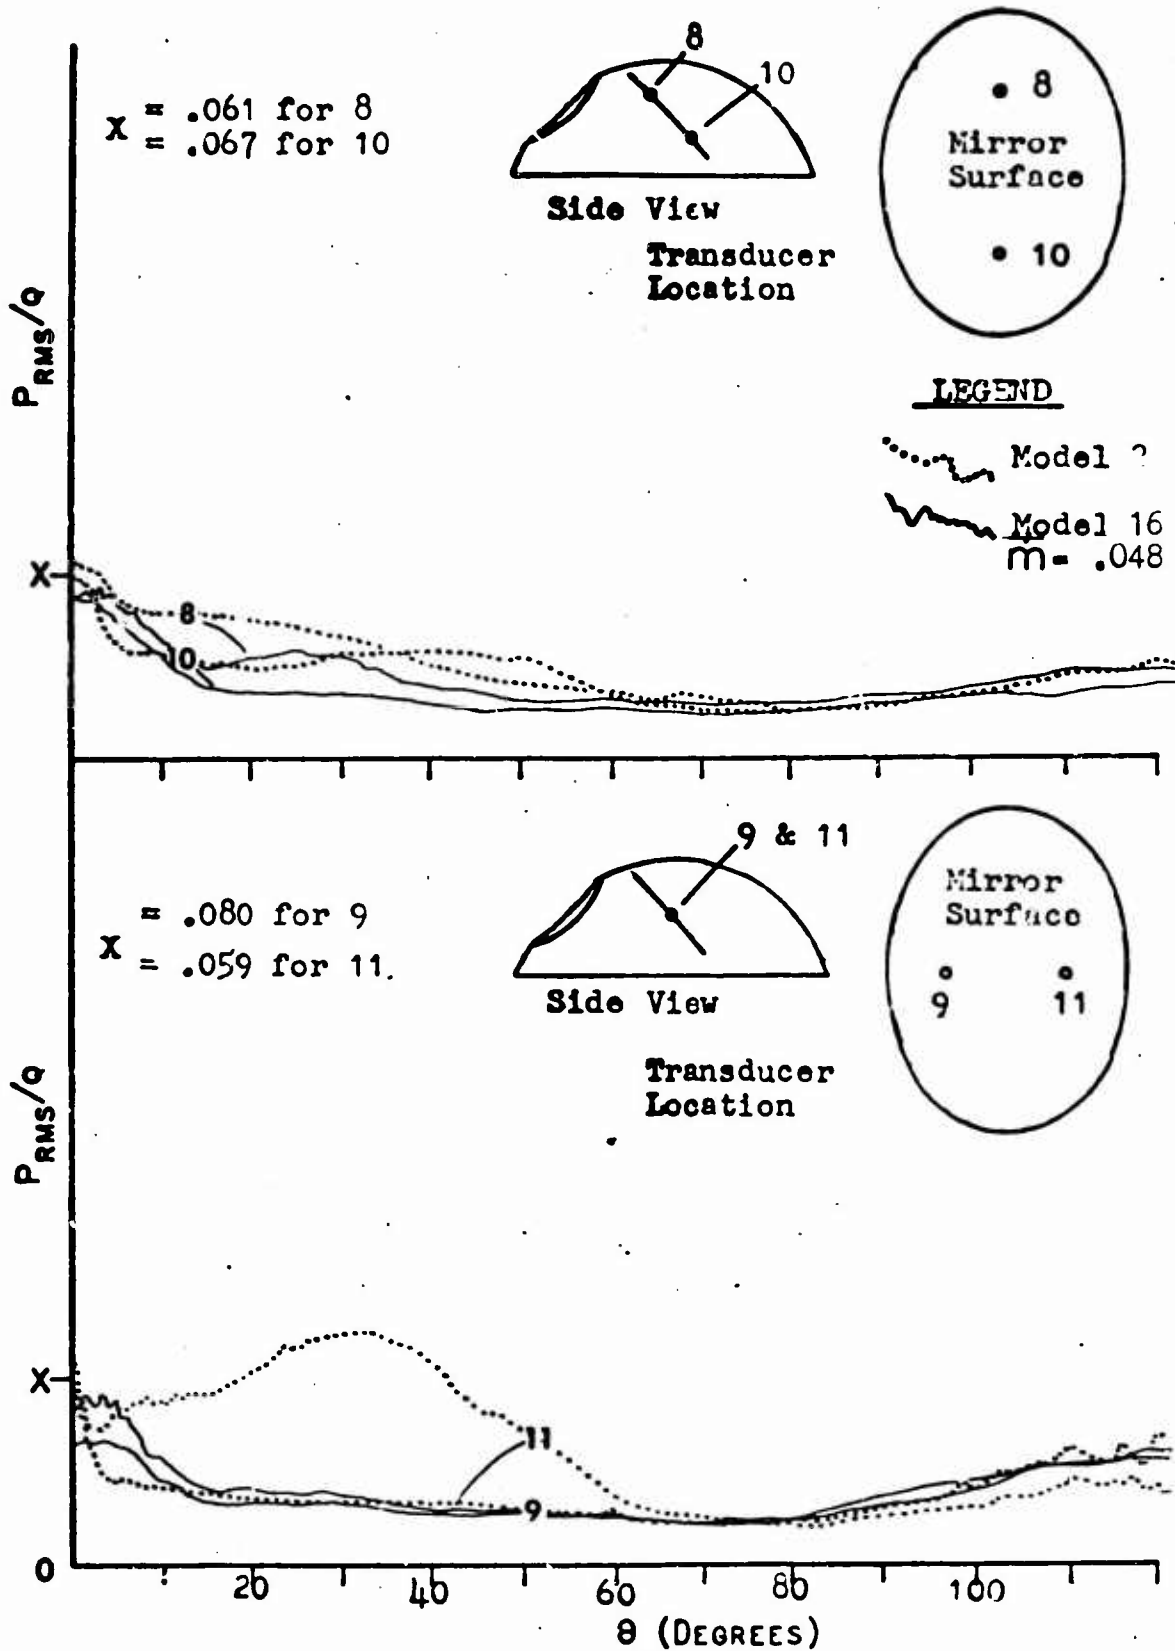 X = .061 for 8
= .067 for 10
8
10
Side View
Transducer
Location
8
Mirror
Surface
10
LEGEND
Model
Model 16
ṁ = .048
PRMS/Q
X
8
10
X = .080 for 9
= .059 for 11.
9 & 11
Side View
Transducer
Location
Mirror
Surface
9 11
PRMS/Q
X
11
9
0
20 40 60 80 100
θ (DEGREES)